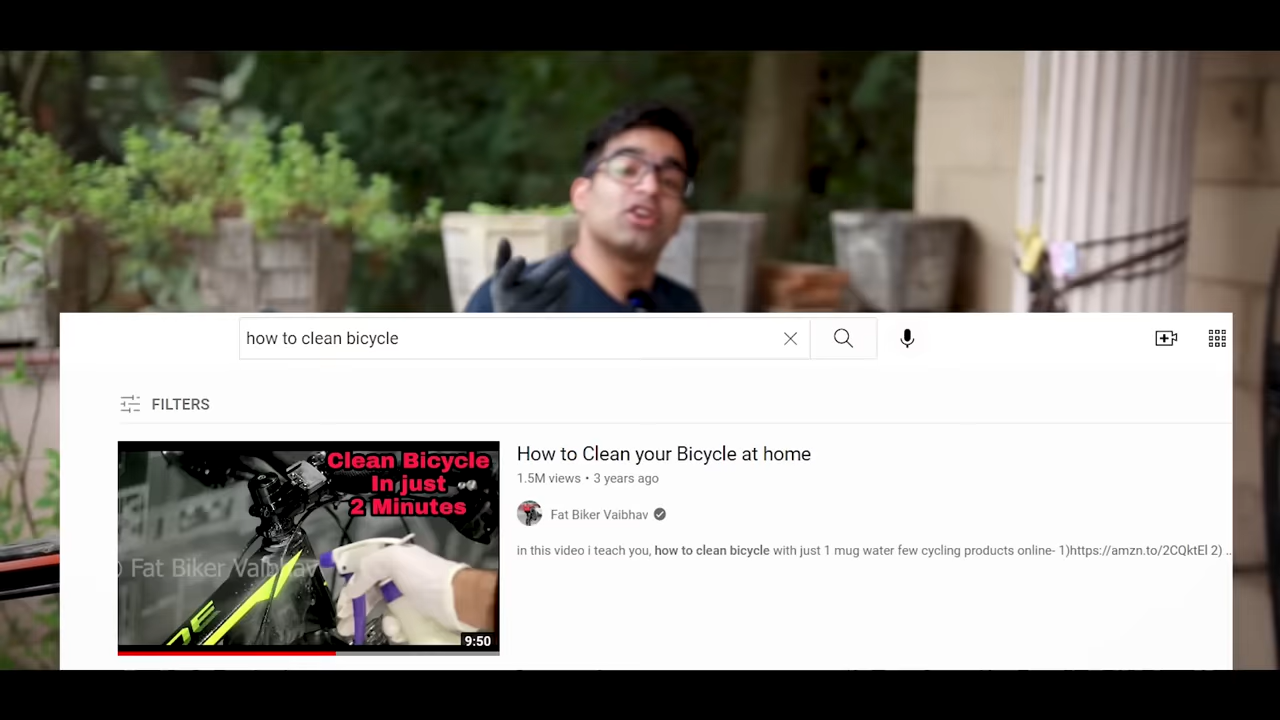 how to clean bicycle
FILTERS
Clean Bicycle
In just
2 Minutes
Fat Biker Vaibhav
9:50
How to Clean your Bicycle at home
1.5M views • 3 years ago
Fat Biker Vaibhav
in this video i teach you, how to clean bicycle with just 1 mug water few cycling products online- 1)https://amzn.to/2CQktEl 2) ...